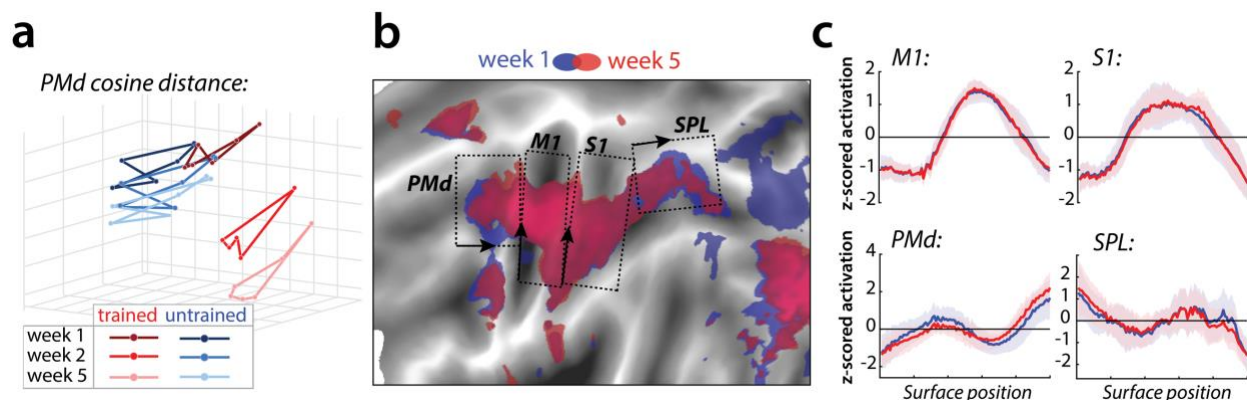 a
PMd cosine distance:
trained untrained
week 1
week 2
week 5
b
week 1 week 5
PMd
M1
S1
SPL
c
M1: S1:
z-scored activation
2
1
0
-1
-2
2
1
0
-1
-2
PMd: SPL:
z-scored activation
4
2
0
-2
2
1
0
-1
-2
Surface position Surface position